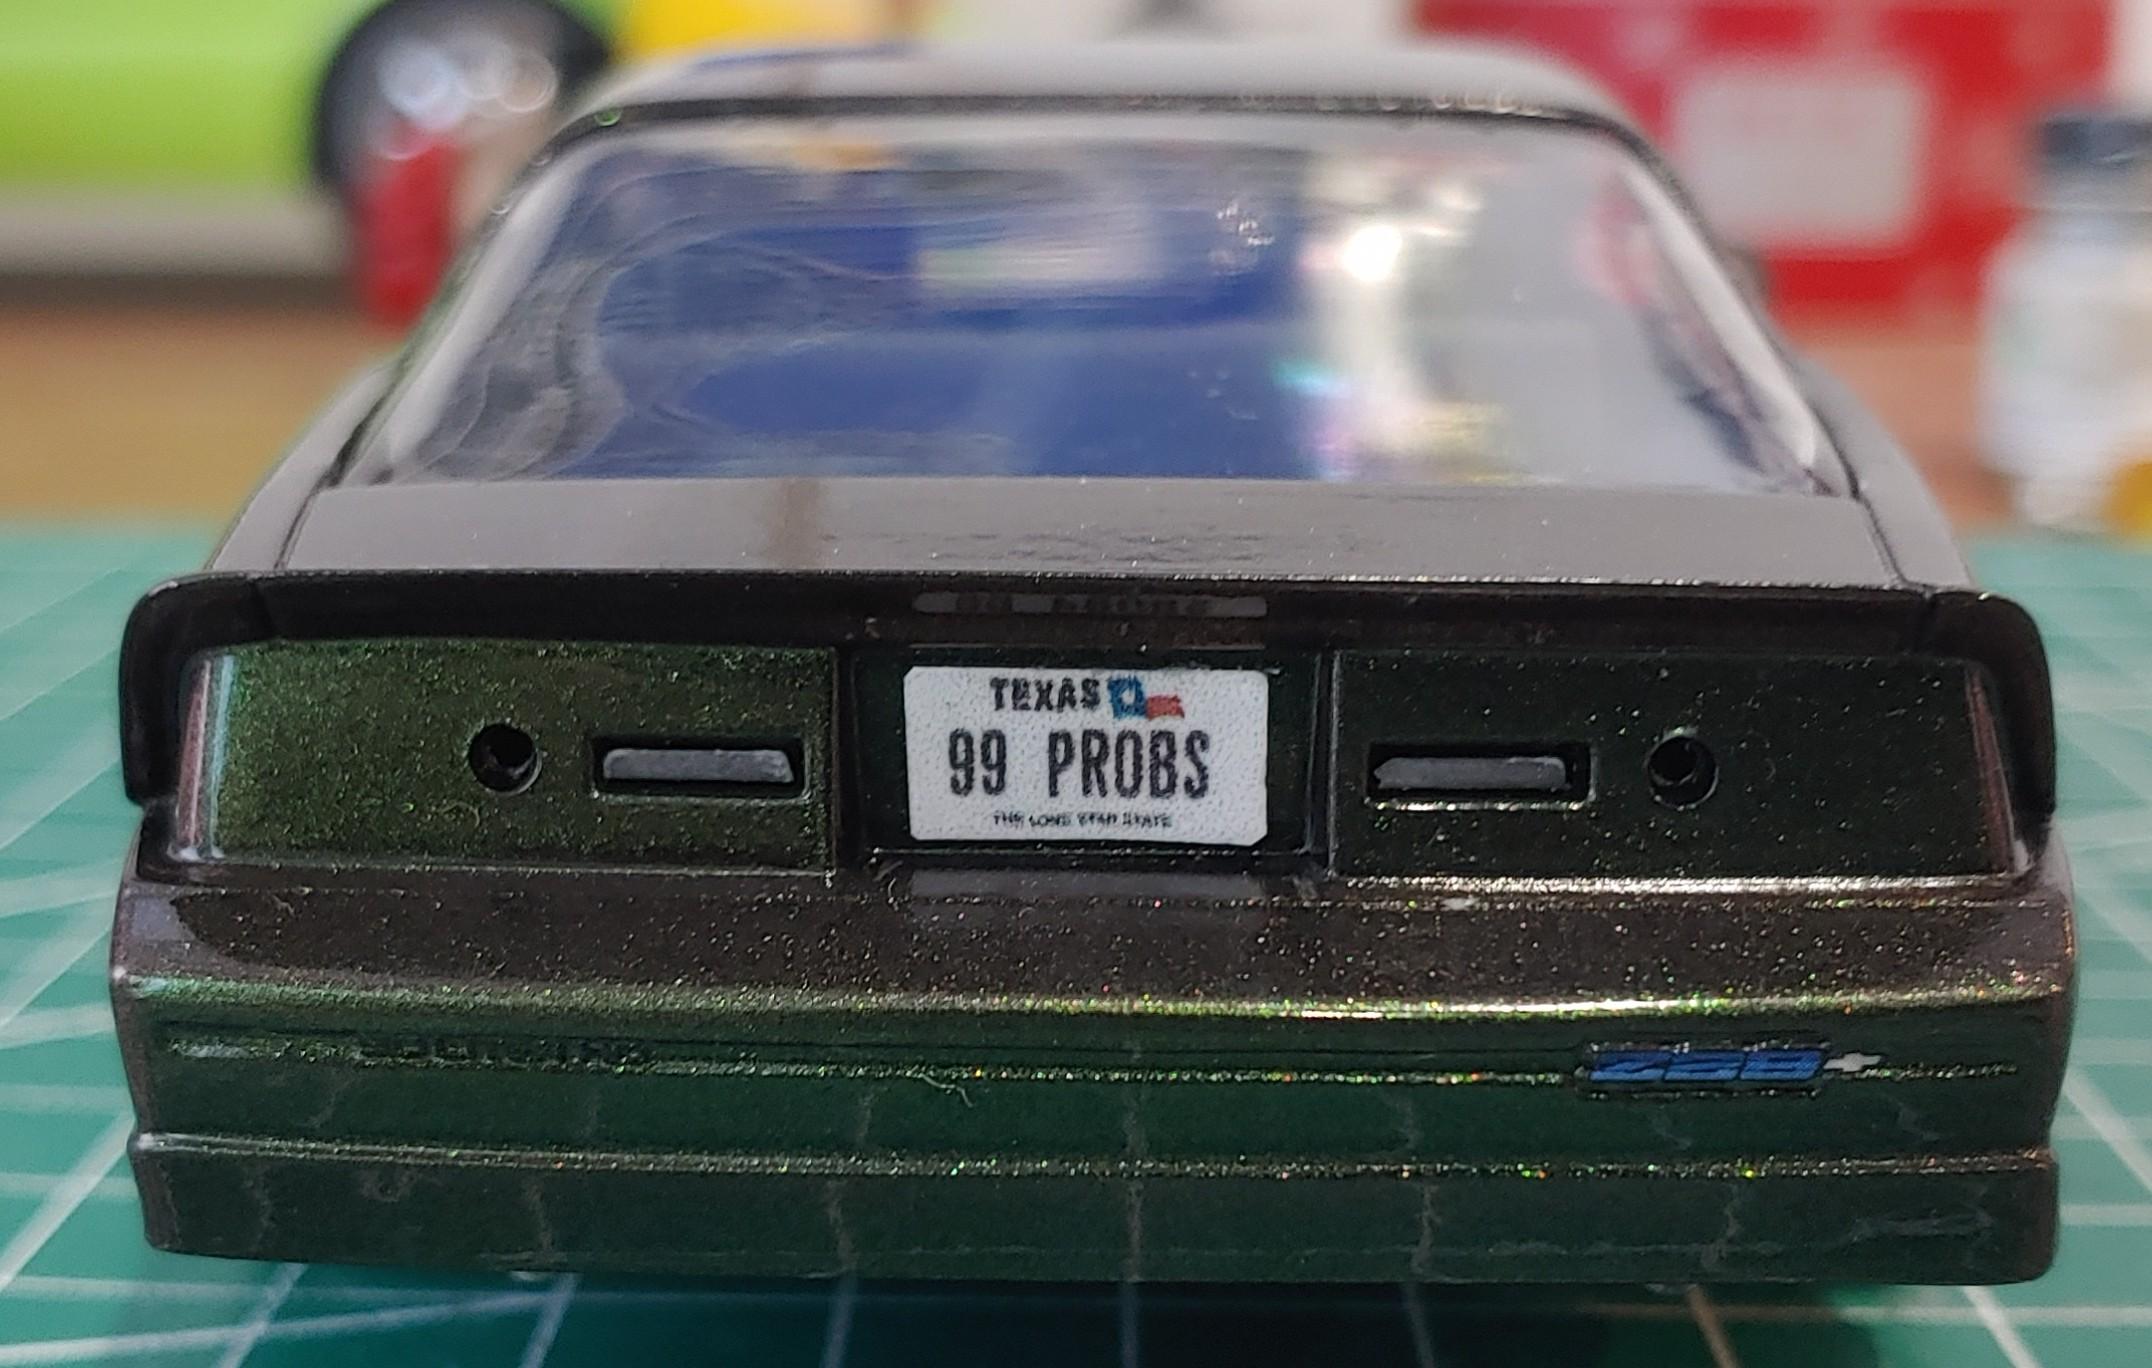 TEXAS
99 PROBS
THE LONE STAR STATE
Z28